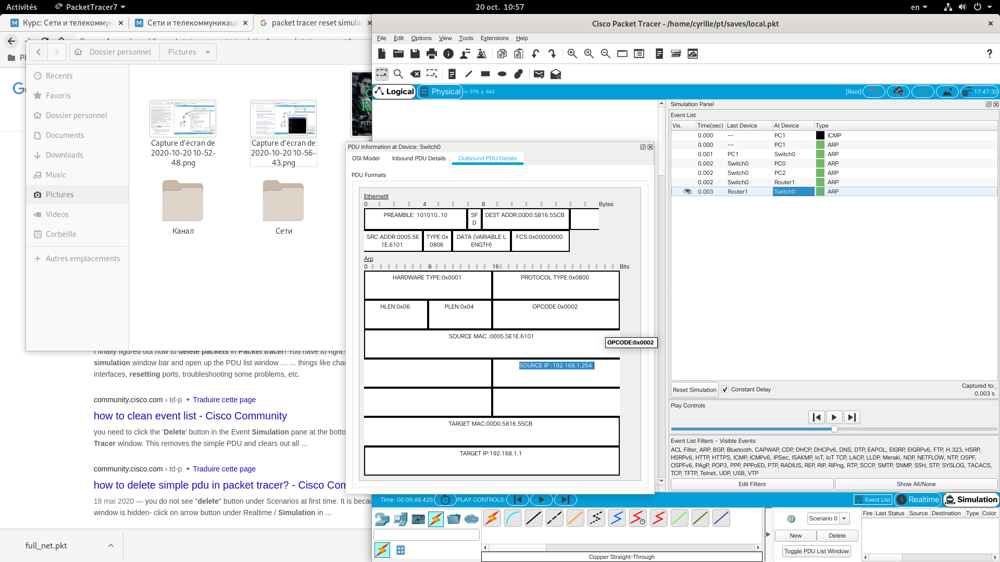 Activités
PacketTracer7
20 oct. 10:57
en
Курс: Сети и телекоммун
Сети и телекоммуникаци
packet tracer reset simula
Dossier personnel
Pictures
Récents
Favoris
Dossier personnel
Documents
Downloads
Music
Pictures
Videos
Corbeille
Autres emplacements
Capture d'écran de
2020-10-20 10-52-
48.png
Capture d'écran de
2020-10-20 10-56-
43.png
Канал
Сети
simulation window bar and open up the PDU list window … ... things like char
interfaces, resetting ports, troubleshooting some problems, etc.
community.cisco.com › td-p
Traduire cette page
how to clean event list - Cisco Community
you need to click the 'Delete' button in the Event Simulation pane at the botto
Tracer window. This removes the simple PDU and clears out all ...
community.cisco.com › td-p
Traduire cette page
how to delete simple pdu in packet tracer? - Cisco Com
18 mai 2020 — you do not see "delete" button under Scenarios at first time. It is becau
window is hidden- click on arrow button under Realtime / Simulation in ...
full_net.pkt
Cisco Packet Tracer - /home/cyrille/pt/saves/local.pkt
File Edit Options View Tools Extensions Help
Logical
Physical
x: 379, y: 642
[Root]
17:47:30
PDU Information at Device: Switch0
OSI Model
Inbound PDU Details
Outbound PDU Details
PDU Formats
EthernetII
0 4 8 Bytes
PREAMBLE: 101010..10
SF
D
DEST ADDR:00D0.5816.55CB
SRC ADDR:0005.5E
1E.6101
TYPE:0x
0806
DATA (VARIABLE L
ENGTH)
FCS:0x00000000
Arp
0 8 16 Bits
HARDWARE TYPE:0x0001
PROTOCOL TYPE:0x0800
HLEN:0x06
PLEN:0x04
OPCODE:0x0002
SOURCE MAC :0005.5E1E.6101
OPCODE:0x0002
SOURCE IP :192.168.1.254
TARGET MAC:00D0.5816.55CB
TARGET IP:192.168.1.1
Simulation Panel
Event List
Vis. Time(sec) Last Device At Device Type
0.000 -- PC1 ICMP
0.000 -- PC1 ARP
0.001 PC1 Switch0 ARP
0.002 Switch0 PC0 ARP
0.002 Switch0 PC2 ARP
0.002 Switch0 Router1 ARP
0.003 Router1 Switch0 ARP
Reset Simulation
Constant Delay
Captured to:
0.003 s
Play Controls
Event List Filters - Visible Events
ACL Filter, ARP, BGP, Bluetooth, CAPWAP, CDP, DHCP, DHCPv6, DNS, DTP, EAPOL, EIGRP, EIGRPv6, FTP, H.323, HSRP,
HSRPv6, HTTP, HTTPS, ICMP, ICMPv6, IPSec, ISAKMP, IoT, IoT TCP, LACP, LLDP, Meraki, NDP, NETFLOW, NTP, OSPF,
OSPFv6, PAgP, POP3, PPP, PPPoED, PTP, RADIUS, REP, RIP, RIPng, RTP, SCCP, SMTP, SNMP, SSH, STP, SYSLOG, TACACS,
TCP, TFTP, Telnet, UDP, USB, VTP
Edit Filters
Show All/None
Time: 00:09:48.425
PLAY CONTROLS:
Event List
Realtime
Simulation
Scenario 0
New
Delete
Toggle PDU List Window
Fire Last Status Source Destination Type Color
Copper Straight-Through